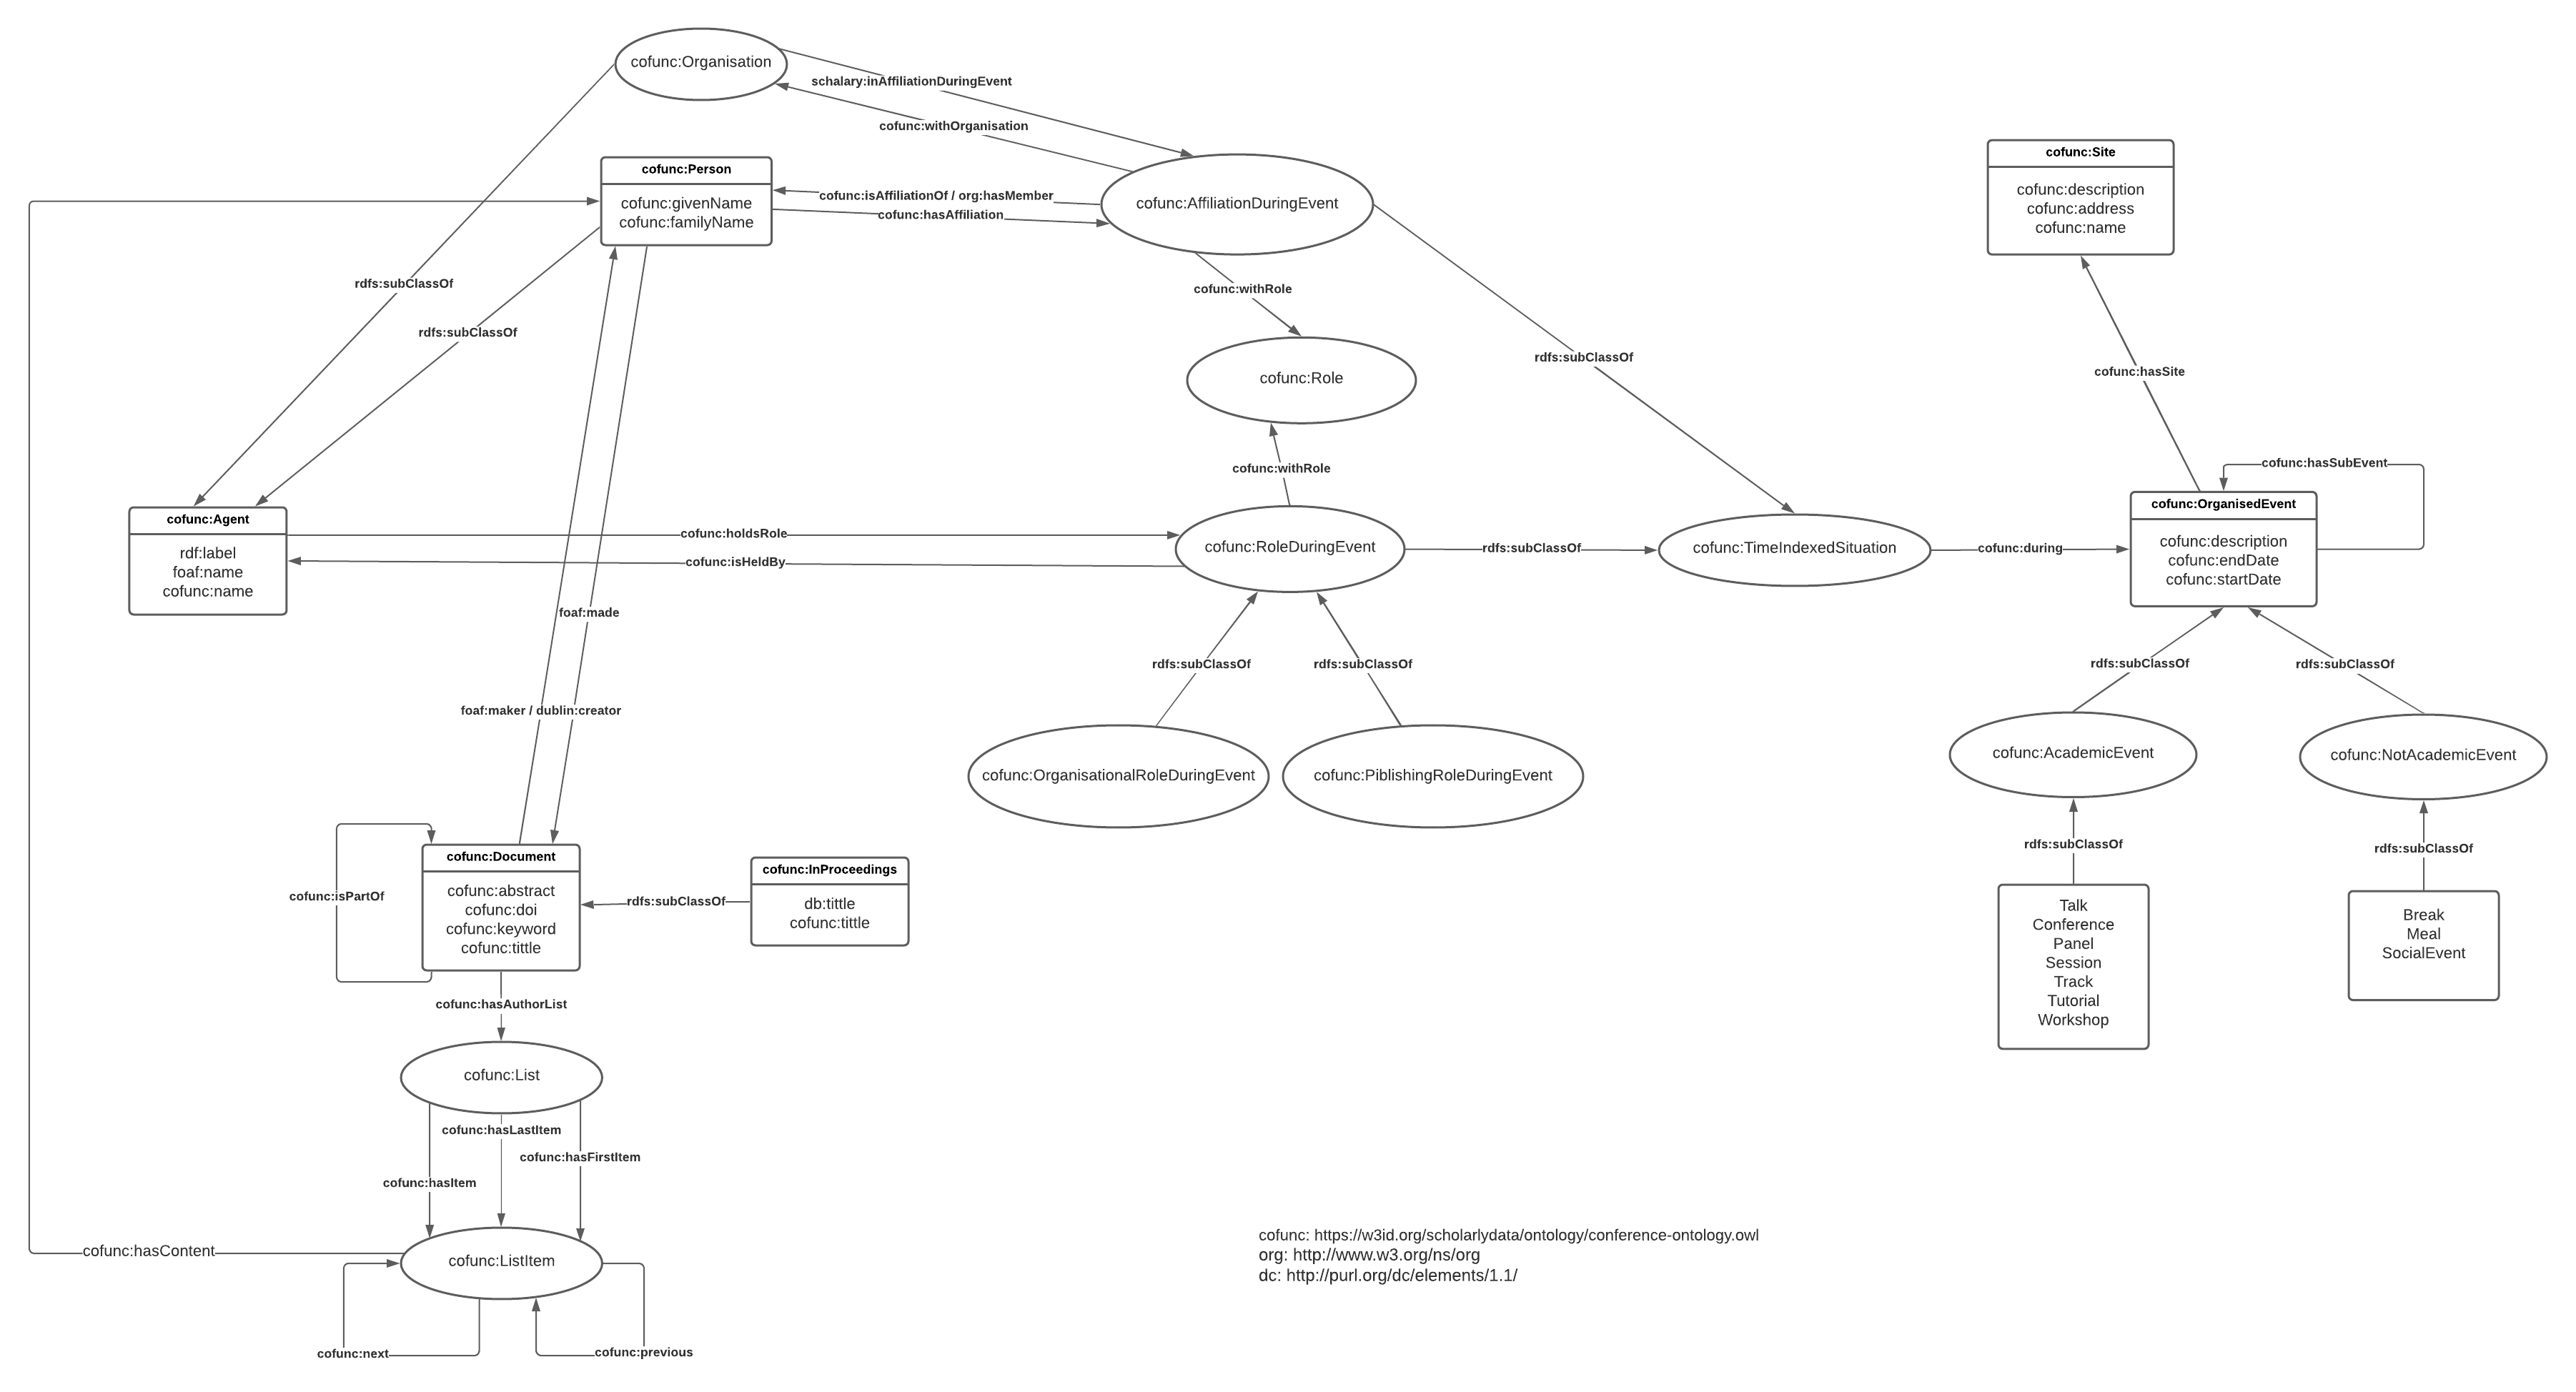 cofunc:Organisation
schalary:inAffiliationDuringEvent
cofunc:withOrganisation
cofunc:Person
cofunc:givenName
cofunc:familyName
cofunc:isAffiliationOf / org:hasMember
cofunc:hasAffiliation
cofunc:AffiliationDuringEvent
cofunc:Site
cofunc:description
cofunc:address
cofunc:name
rdfs:subClassOf
rdfs:subClassOf
cofunc:withRole
cofunc:Role
rdfs:subClassOf
cofunc:hasSite
cofunc:withRole
cofunc:hasSubEvent
cofunc:Agent
rdf:label
foaf:name
cofunc:name
cofunc:holdsRole
cofunc:isHeldBy
cofunc:RoleDuringEvent
rdfs:subClassOf
cofunc:TimeIndexedSituation
cofunc:during
cofunc:OrganisedEvent
cofunc:description
cofunc:endDate
cofunc:startDate
foaf:made
foaf:maker / dublin:creator
rdfs:subClassOf
rdfs:subClassOf
rdfs:subClassOf
rdfs:subClassOf
cofunc:OrganisationalRoleDuringEvent
cofunc:PiblishingRoleDuringEvent
cofunc:AcademicEvent
cofunc:NotAcademicEvent
rdfs:subClassOf
rdfs:subClassOf
cofunc:isPartOf
cofunc:Document
cofunc:abstract
cofunc:doi
cofunc:keyword
cofunc:tittle
rdfs:subClassOf
cofunc:InProceedings
db:tittle
cofunc:tittle
Talk
Conference
Panel
Session
Track
Tutorial
Workshop
Break
Meal
SocialEvent
cofunc:hasAuthorList
cofunc:List
cofunc:hasLastItem
cofunc:hasFirstItem
cofunc:hasItem
cofunc:hasContent
cofunc:ListItem
cofunc:next
cofunc:previous
cofunc: https://w3id.org/scholarlydata/ontology/conference-ontology.owl
org: http://www.w3.org/ns/org
dc: http://purl.org/dc/elements/1.1/